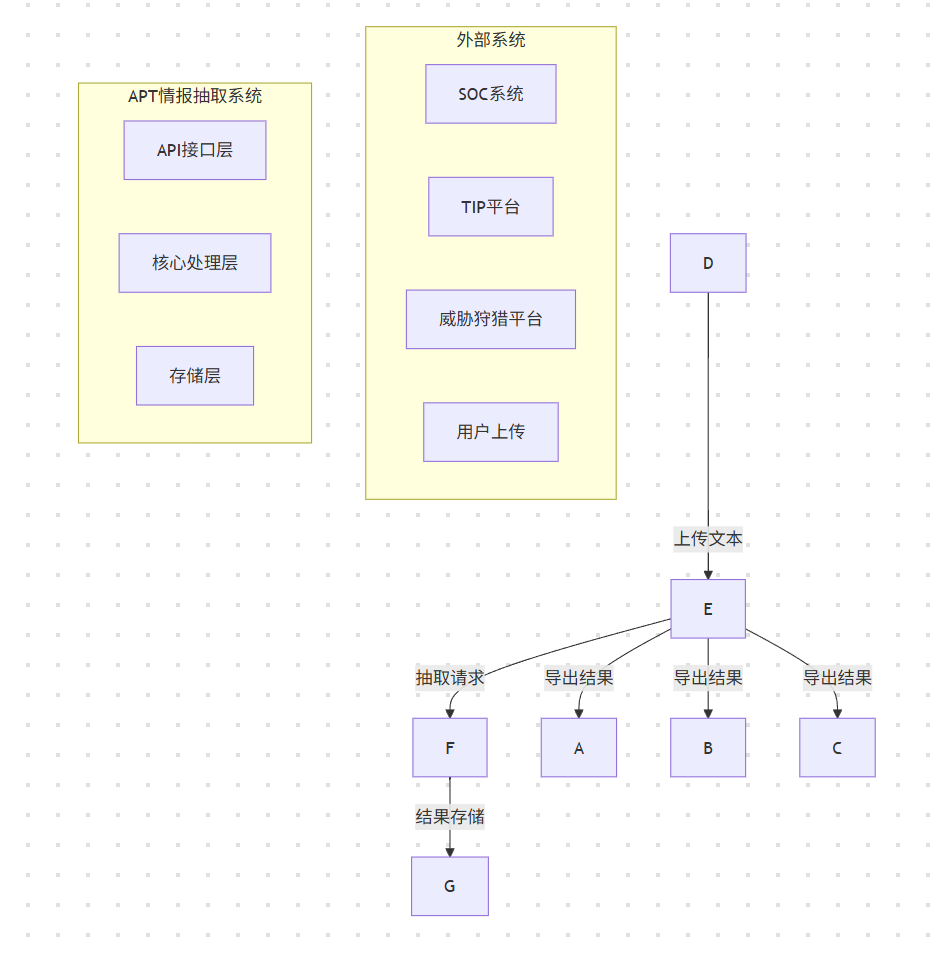 APT情报抽取系统
API接口层
核心处理层
存储层
外部系统
SOC系统
TIP平台
威胁狩猎平台
用户上传
D
上传文本
E
抽取请求
导出结果
导出结果
导出结果
F
A
B
C
结果存储
G